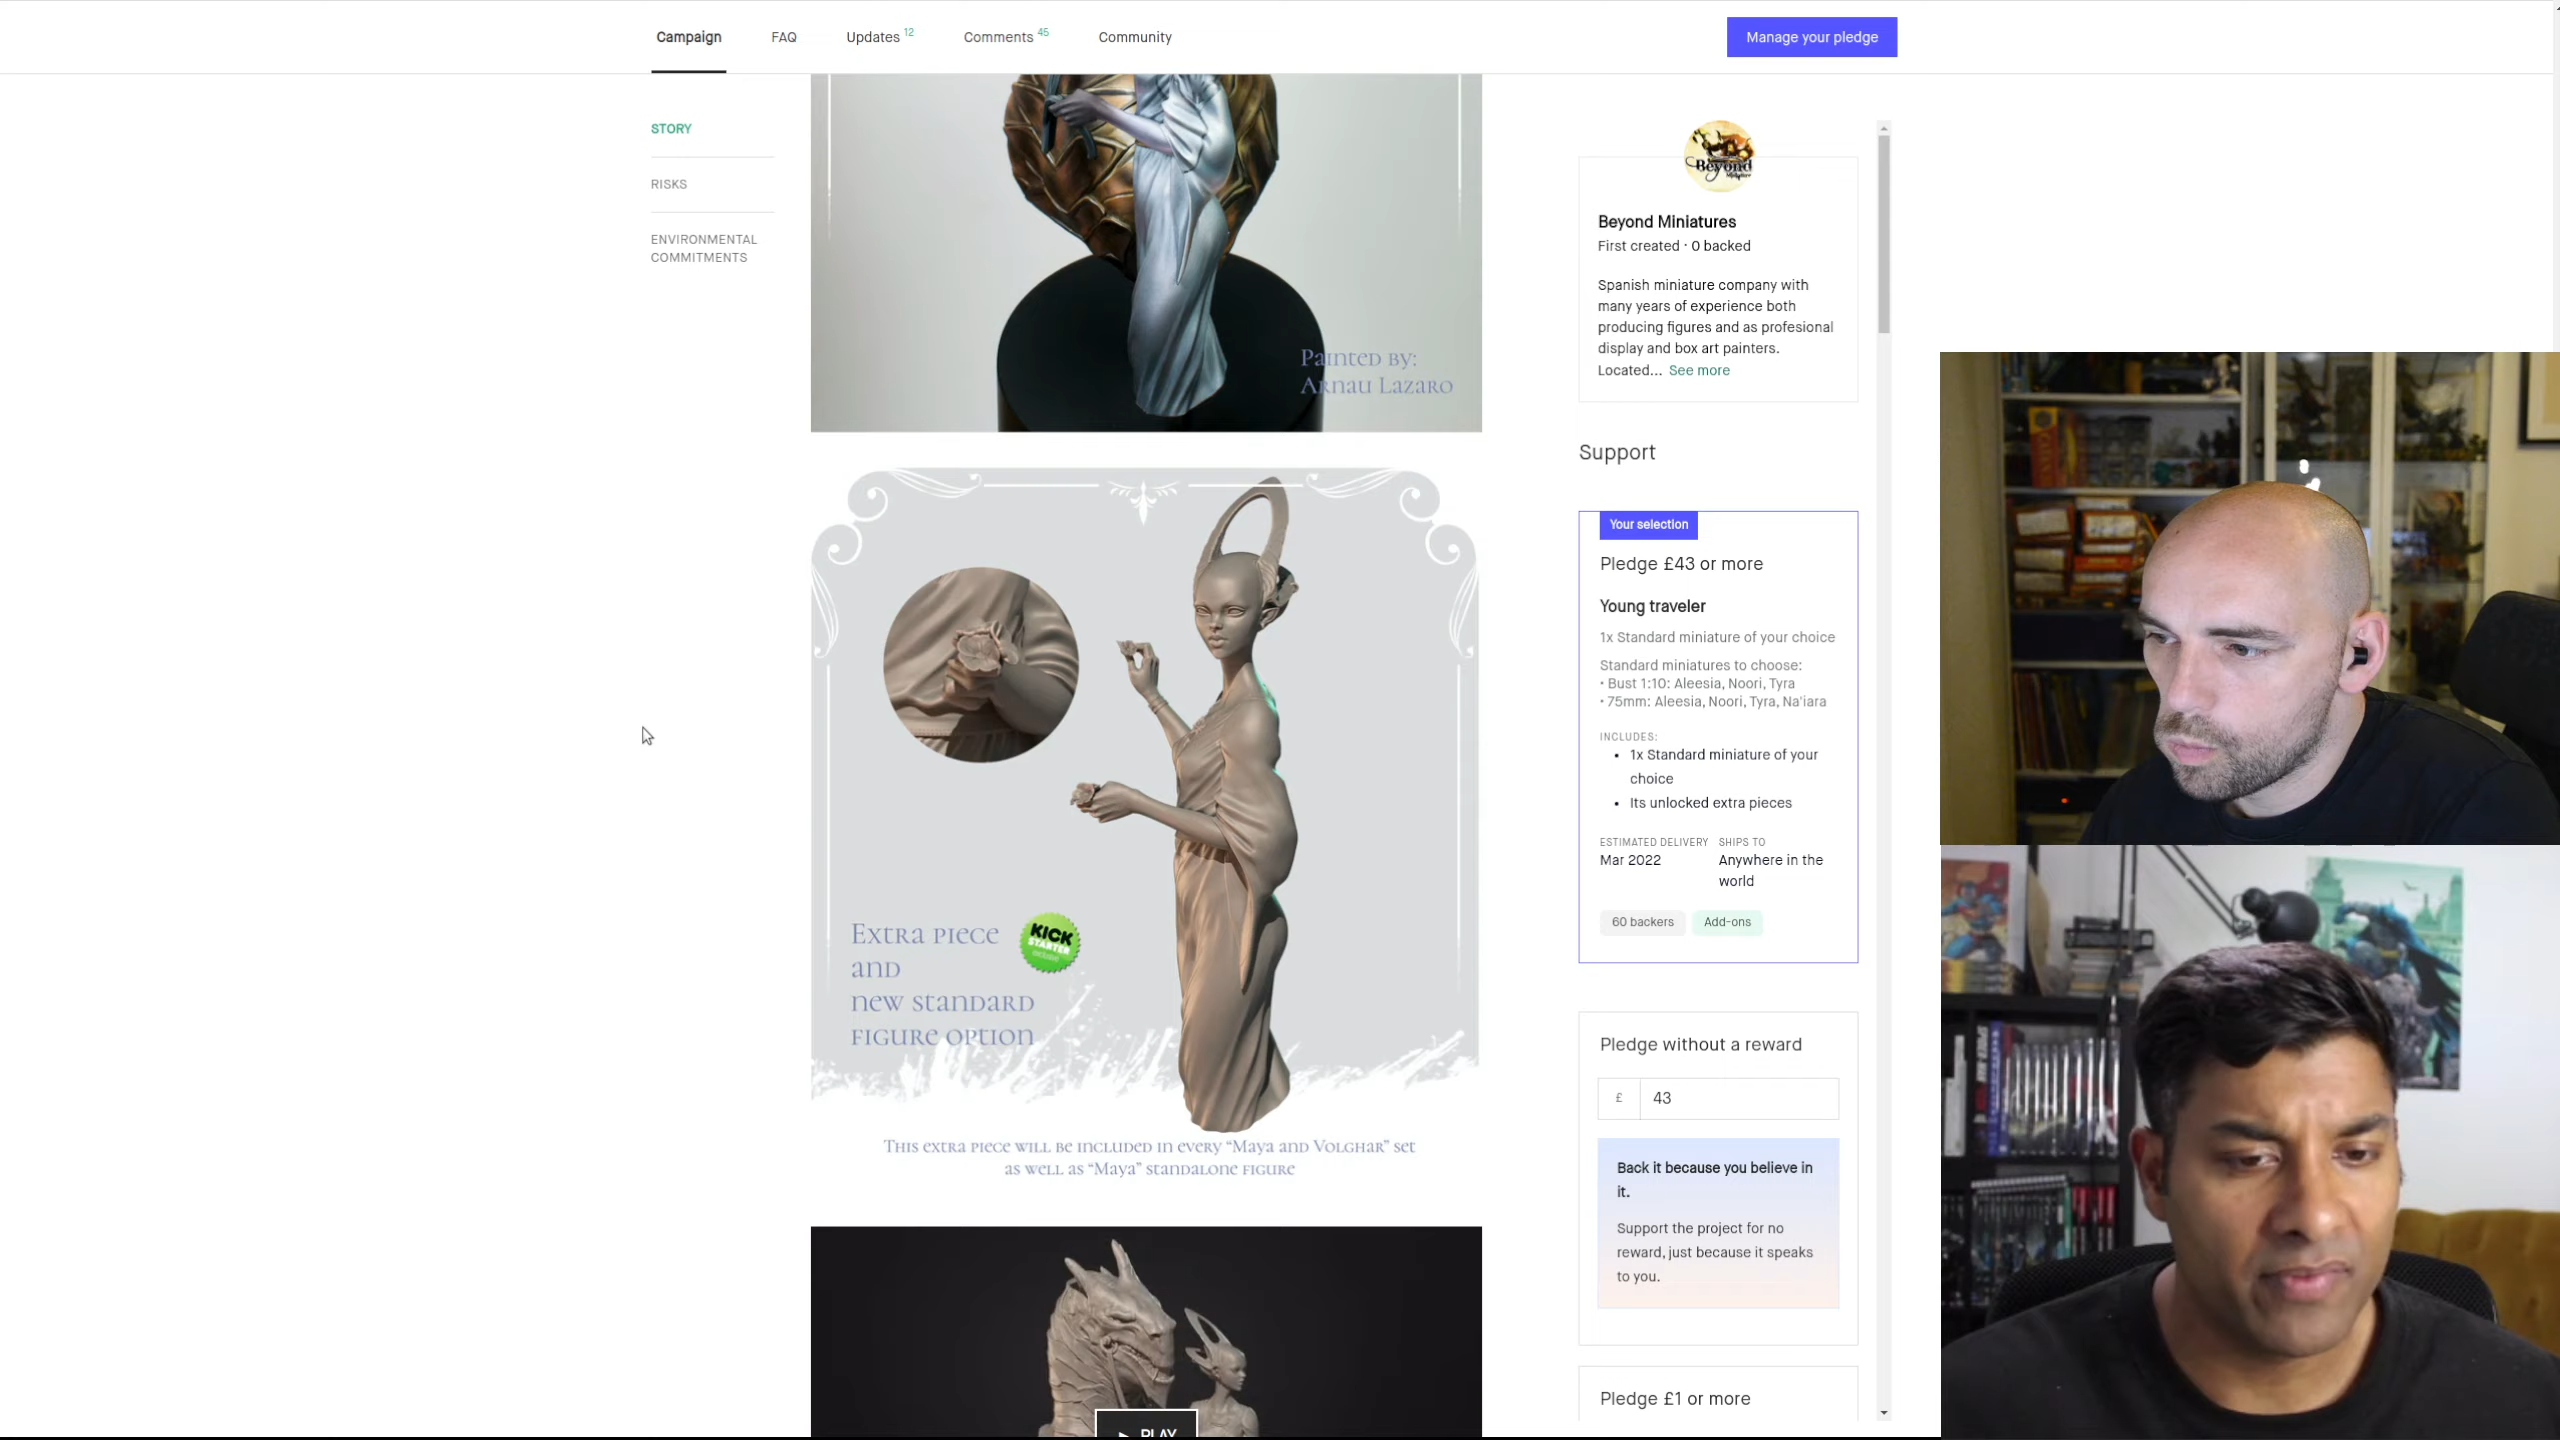 Campaign
FAQ
Updates 12
Comments 45
Community
Manage your pledge
STORY
RISKS
ENVIRONMENTAL
COMMITMENTS
Painted by:
Arnau Lazaro
Extra piece
and
new standard
figure option
KICK
STARTER
exclusive
This extra piece will be included in every “Maya and Volghar” set
as well as “Maya” standalone figure
PLAY
Beyond
Miniatures
Beyond Miniatures
First created · 0 backed
Spanish miniature company with
many years of experience both
producing figures and as profesional
display and box art painters.
Located... See more
Support
Your selection
Pledge £43 or more
Young traveler
1x Standard miniature of your choice
Standard miniatures to choose:
• Bust 1:10: Aleesia, Noori, Tyra
• 75mm: Aleesia, Noori, Tyra, Na'iara
INCLUDES:
• 1x Standard miniature of your
choice
• Its unlocked extra pieces
ESTIMATED DELIVERY
Mar 2022
SHIPS TO
Anywhere in the
world
60 backers
Add-ons
Pledge without a reward
£ 43
Back it because you believe in
it.
Support the project for no
reward, just because it speaks
to you.
Pledge £1 or more